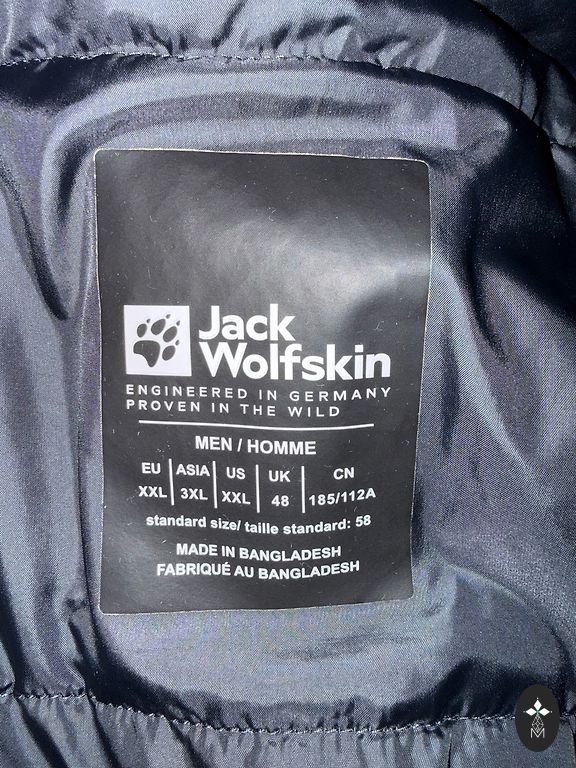 Jack
Wolfskin
ENGINEERED IN GERMANY
PROVEN IN THE WILD
MEN / HOMME
EU | ASIA | US | UK | CN
XXL | 3XL | XXL | 48 | 185/112A
standard size/ taille standard: 58
MADE IN BANGLADESH
FABRIQUÉ AU BANGLADESH
M